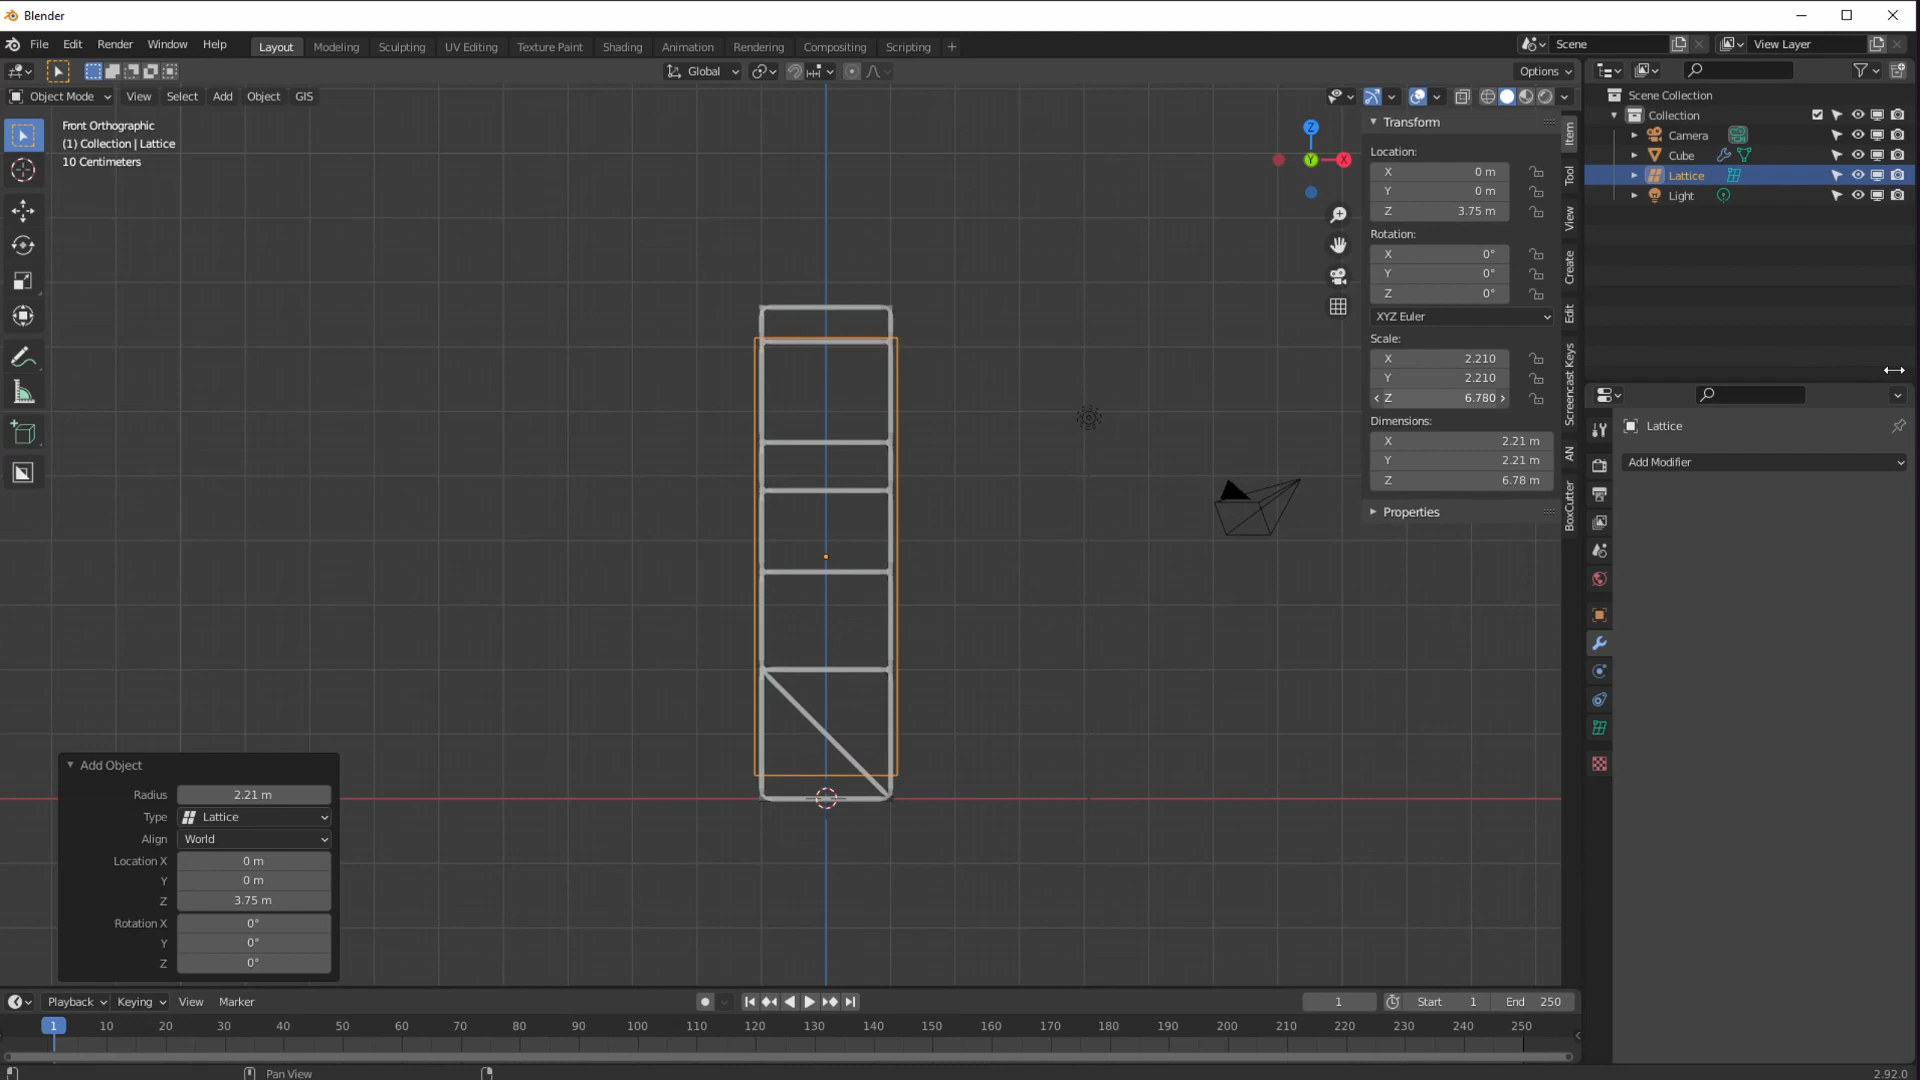 Blender
File Edit Render Window Help
Layout Modeling Sculpting UV Editing Texture Paint Shading Animation Rendering Compositing Scripting +
Scene
View Layer
Global
Options
Object Mode View Select Add Object GIS
Front Orthographic
(1) Collection | Lattice
10 Centimeters
Z
Y
X
Transform
Location:
X 0 m
Y 0 m
Z 3.75 m
Rotation:
X 0°
Y 0°
Z 0°
XYZ Euler
Scale:
X 2.210
Y 2.210
Z 6.780
Dimensions:
X 2.21 m
Y 2.21 m
Z 6.78 m
Properties
Item
Tool
View
Create
Edit
Screencast Keys
AN
BoxCutter
Scene Collection
Collection
Camera
Cube
Lattice
Light
Lattice
Add Modifier
Add Object
Radius 2.21 m
Type Lattice
Align World
Location X 0 m
Y 0 m
Z 3.75 m
Rotation X 0°
Y 0°
Z 0°
Playback Keying View Marker
1 Start 1 End 250
1 10 20 30 40 50 60 70 80 90 100 110 120 130 140 150 160 170 180 190 200 210 220 230 240 250
Pan View
2.92.0